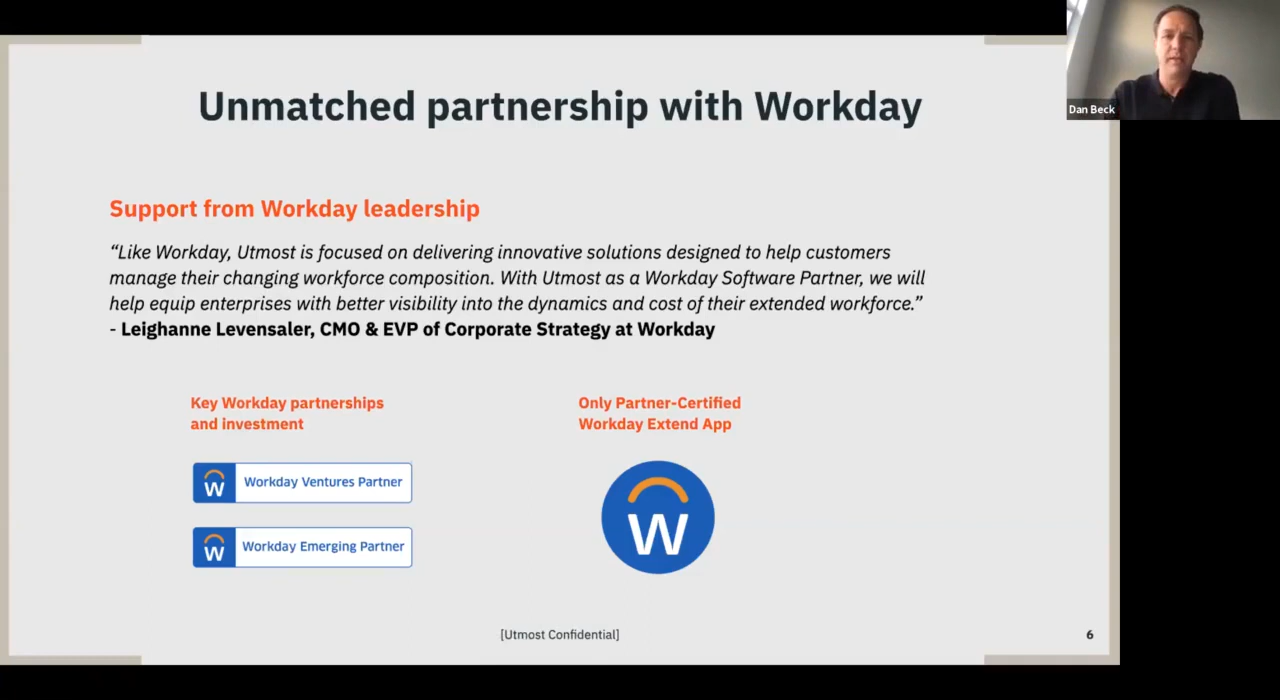 Unmatched partnership with Workday
Dan Beck
Support from Workday leadership
“Like Workday, Utmost is focused on delivering innovative solutions designed to help customers
manage their changing workforce composition. With Utmost as a Workday Software Partner, we will
help equip enterprises with better visibility into the dynamics and cost of their extended workforce.”
- Leighanne Levensaler, CMO & EVP of Corporate Strategy at Workday
Key Workday partnerships
and investment
W Workday Ventures Partner
W Workday Emerging Partner
Only Partner-Certified
Workday Extend App
W
[Utmost Confidential]
6